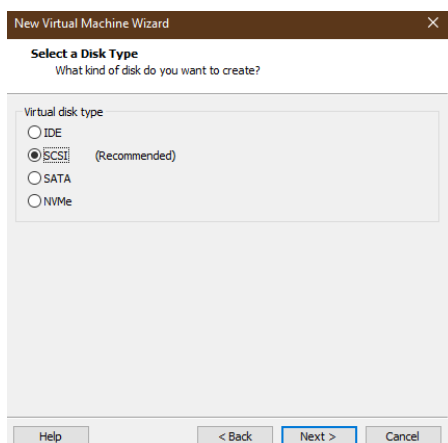 New Virtual Machine Wizard
Select a Disk Type
What kind of disk do you want to create?
Virtual disk type
IDE
SCSI (Recommended)
SATA
NVMe
Help < Back Next > Cancel